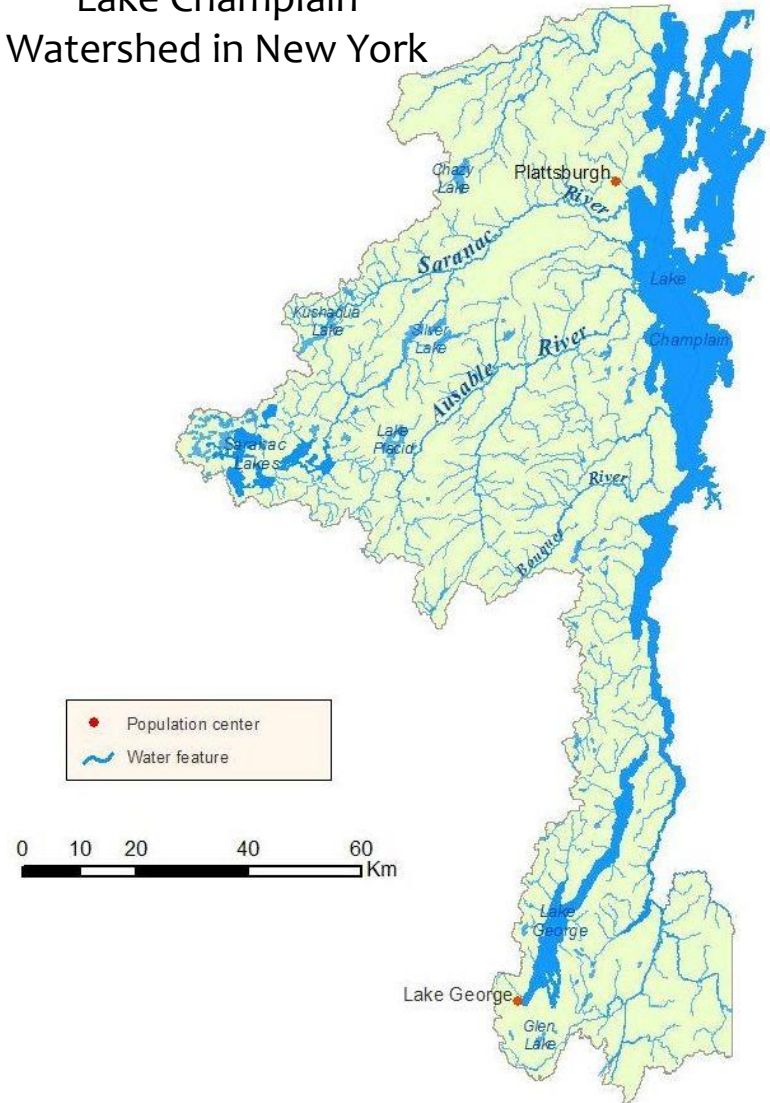 Lake Champlain
Watershed in New York
Chazy
Lake
Plattsburgh
River
Saranac
Lake
Champlain
Kushaqua
Lake
Silver
Lake
River
Ausable
Lake
Placid
Saranac
Lakes
River
Bouquet
Population center
Water feature
0 10 20 40 60
Km
Lake
George
Lake George
Glen
Lake